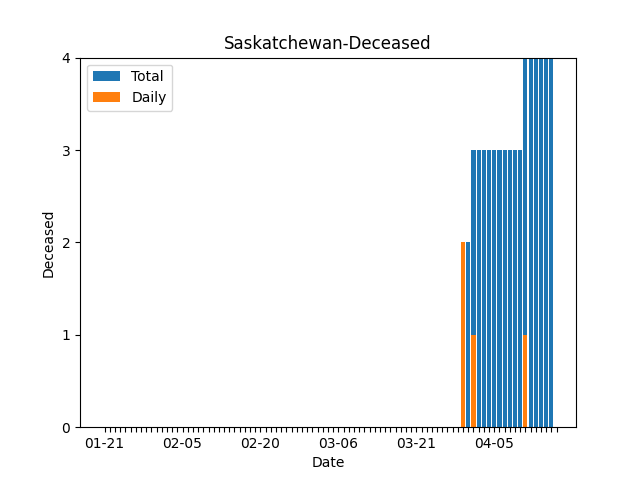 Saskatchewan-Deceased
Total
Daily
Deceased
4
3
2
1
0
01-21 02-05 02-20 03-06 03-21 04-05
Date